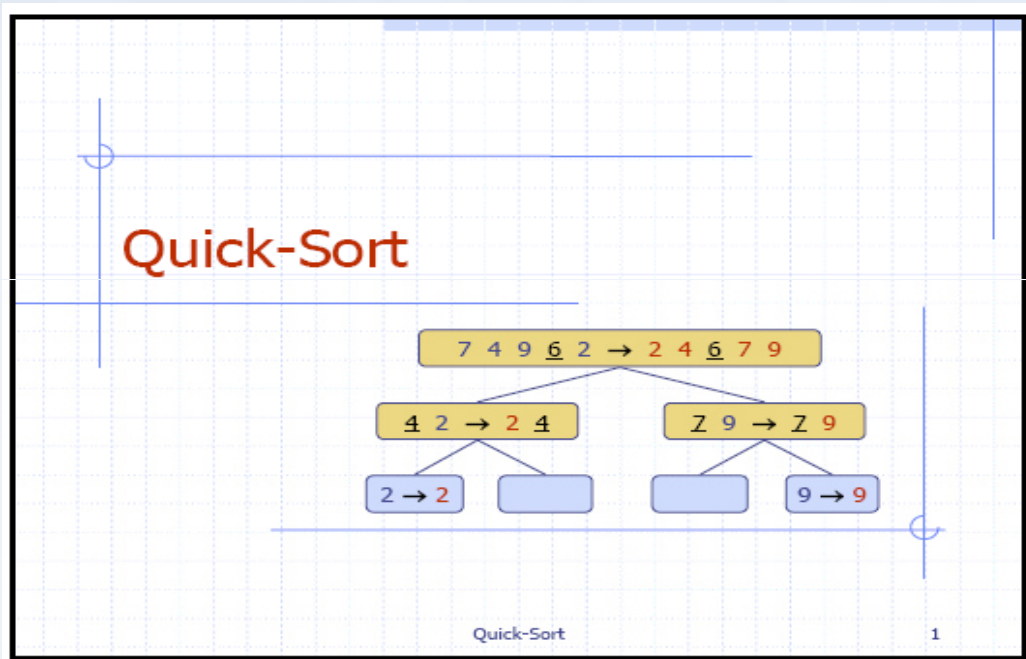 Quick-Sort
7 4 9 6 2 → 2 4 6 7 9
4 2 → 2 4
7 9 → 7 9
2 → 2
9 → 9
Quick-Sort
1